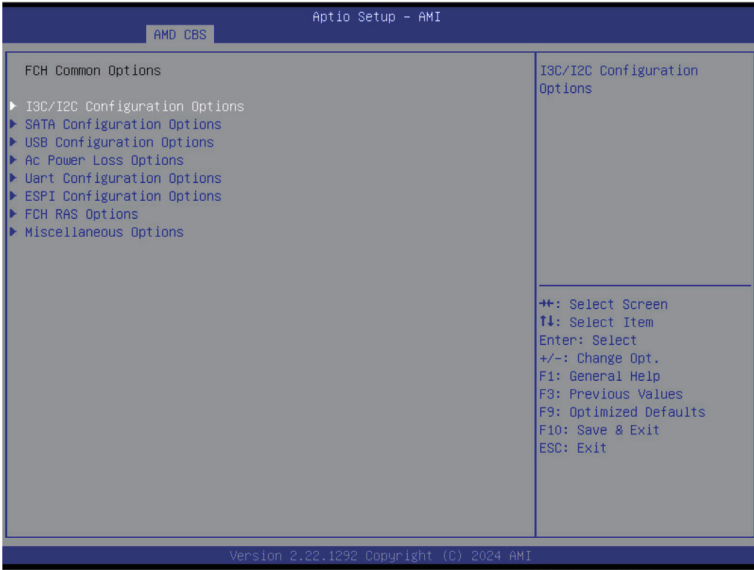 Aptio Setup – AMI
AMD CBS
FCH Common Options
I3C/I2C Configuration Options
SATA Configuration Options
USB Configuration Options
Ac Power Loss Options
Uart Configuration Options
ESPI Configuration Options
FCH RAS Options
Miscellaneous Options
I3C/I2C Configuration
Options
→←: Select Screen
↑↓: Select Item
Enter: Select
+/-: Change Opt.
F1: General Help
F3: Previous Values
F9: Optimized Defaults
F10: Save & Exit
ESC: Exit
Version 2.22.1292 Copyright (C) 2024 AMI